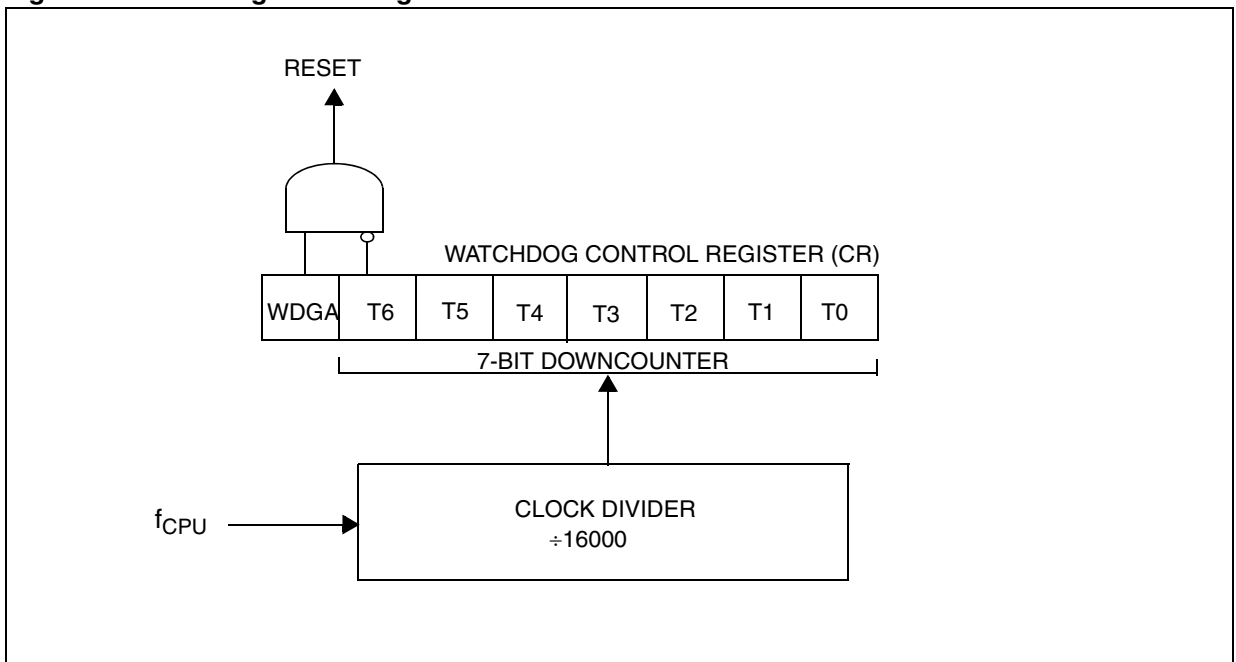 RESET
WATCHDOG CONTROL REGISTER (CR)
WDGA T6 T5 T4 T3 T2 T1 T0
7-BIT DOWNCOUNTER
fCPU
CLOCK DIVIDER
÷16000